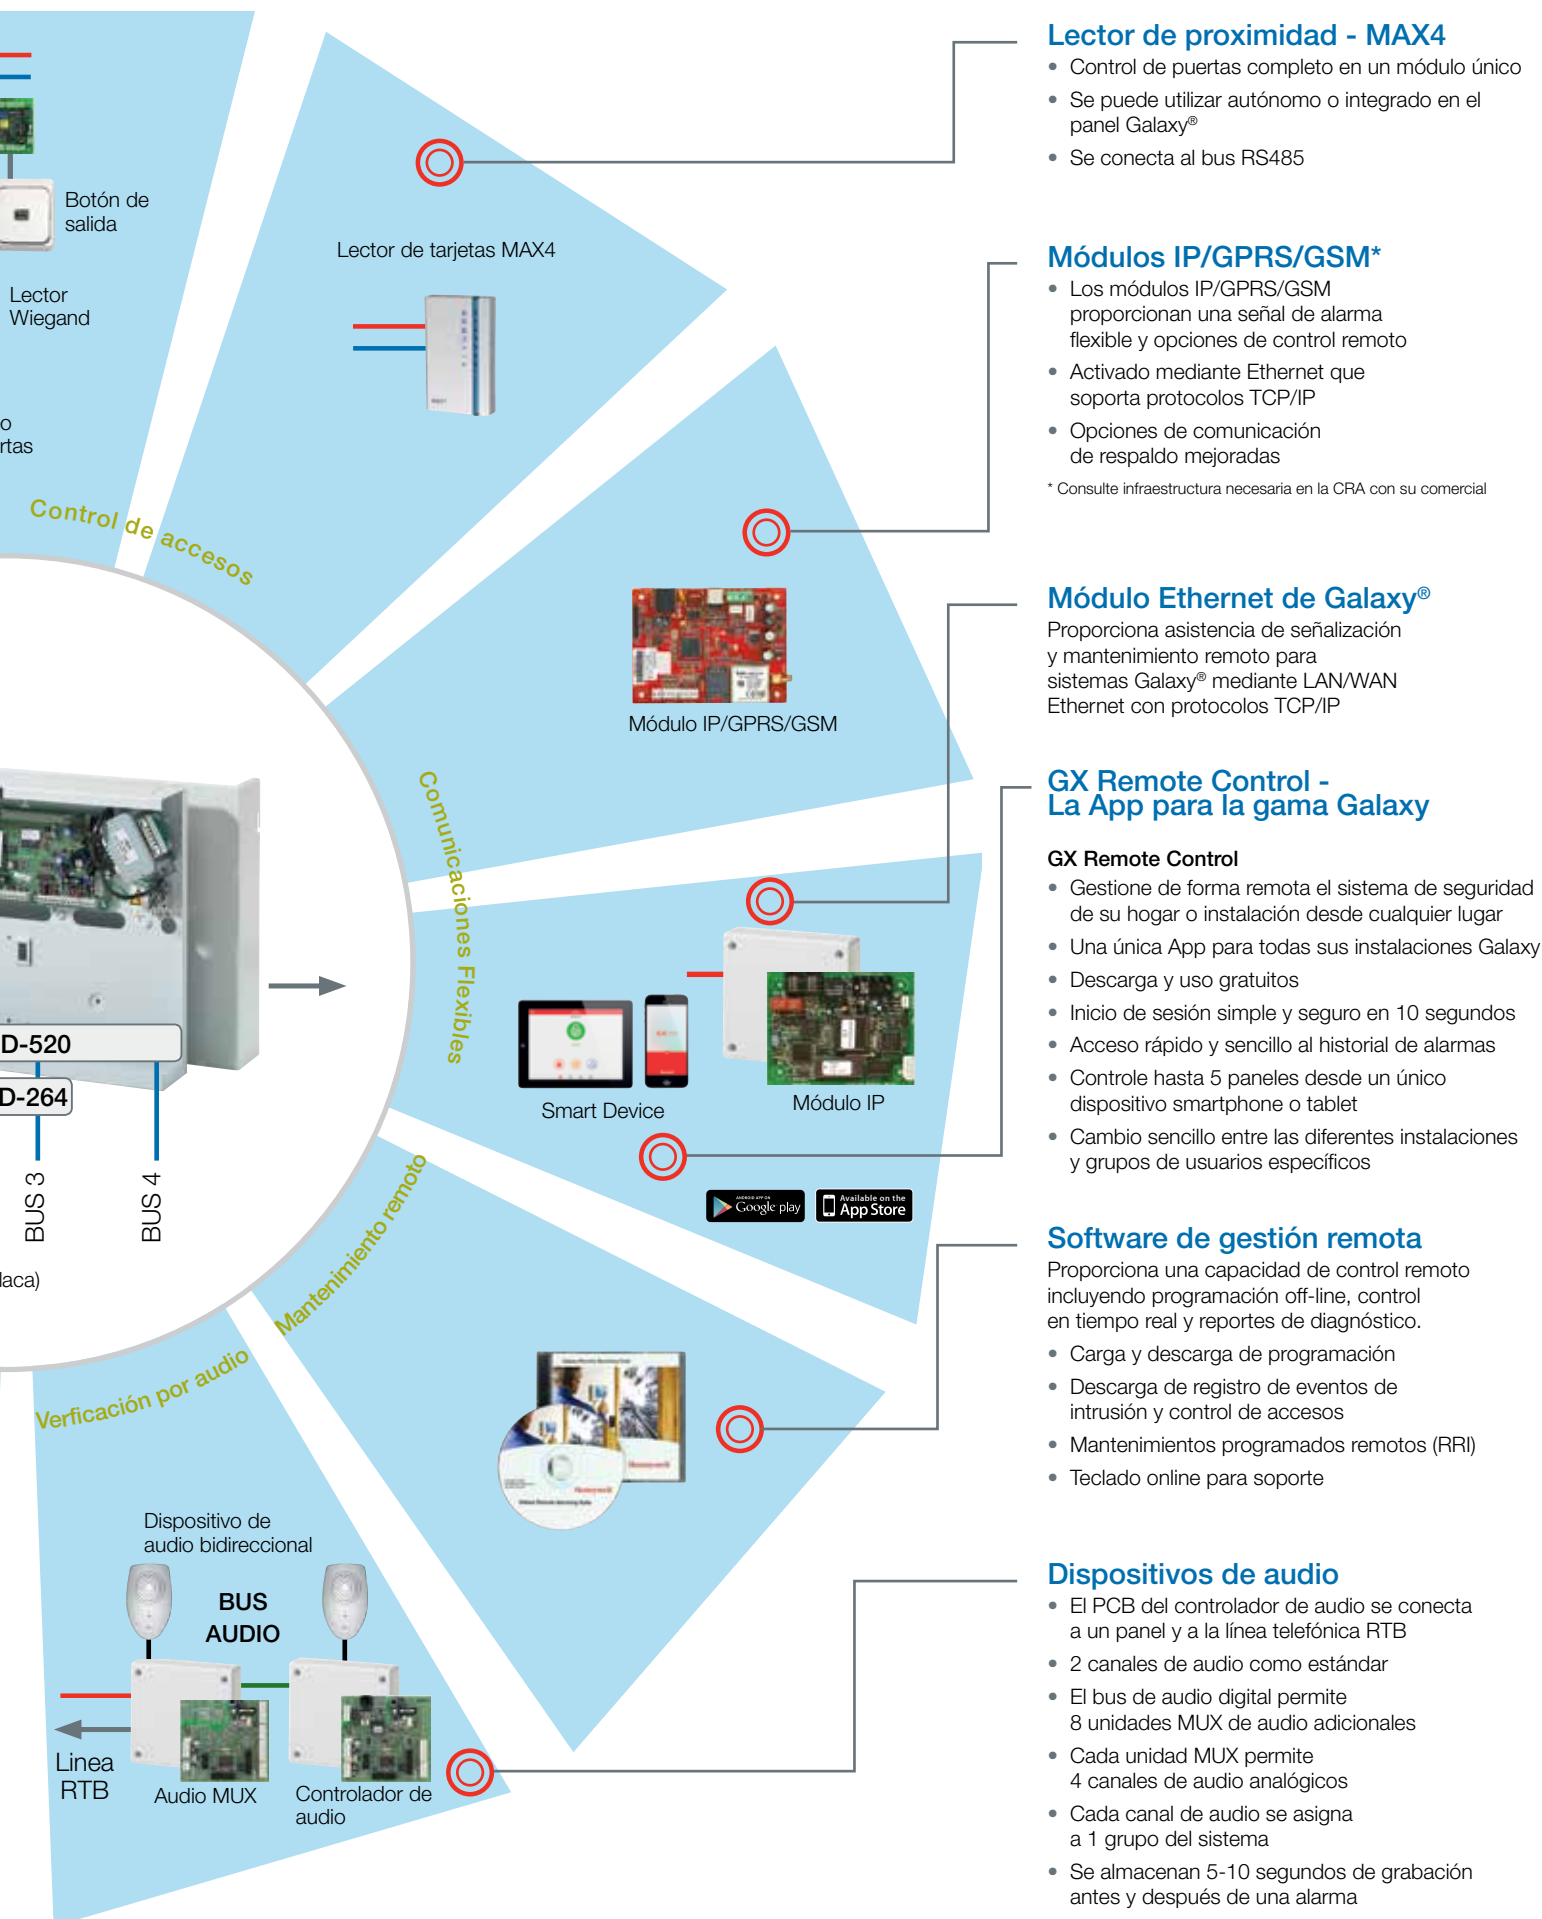 Botón de
salida
Lector
Wiegand
o
rtas
Control de accesos
Lector de tarjetas MAX4
Módulo IP/GPRS/GSM
Comunicaciones Flexibles
D-520
D-264
BUS 3
BUS 4
laca)
Smart Device
Módulo IP
ANDROID APP ON
Google play
Available on the
App Store
Mantenimiento remoto
Verficación por audio
Dispositivo de
audio bidireccional
BUS
AUDIO
Linea
RTB
Audio MUX
Controlador de
audio
Lector de proximidad - MAX4
• Control de puertas completo en un módulo único
• Se puede utilizar autónomo o integrado en el
panel Galaxy®
• Se conecta al bus RS485
Módulos IP/GPRS/GSM*
• Los módulos IP/GPRS/GSM
proporcionan una señal de alarma
flexible y opciones de control remoto
• Activado mediante Ethernet que
soporta protocolos TCP/IP
• Opciones de comunicación
de respaldo mejoradas
* Consulte infraestructura necesaria en la CRA con su comercial
Módulo Ethernet de Galaxy®
Proporciona asistencia de señalización
y mantenimiento remoto para
sistemas Galaxy® mediante LAN/WAN
Ethernet con protocolos TCP/IP
GX Remote Control -
La App para la gama Galaxy
GX Remote Control
• Gestione de forma remota el sistema de seguridad
de su hogar o instalación desde cualquier lugar
• Una única App para todas sus instalaciones Galaxy
• Descarga y uso gratuitos
• Inicio de sesión simple y seguro en 10 segundos
• Acceso rápido y sencillo al historial de alarmas
• Controle hasta 5 paneles desde un único
dispositivo smartphone o tablet
• Cambio sencillo entre las diferentes instalaciones
y grupos de usuarios específicos
Software de gestión remota
Proporciona una capacidad de control remoto
incluyendo programación off-line, control
en tiempo real y reportes de diagnóstico.
• Carga y descarga de programación
• Descarga de registro de eventos de
intrusión y control de accesos
• Mantenimientos programados remotos (RRI)
• Teclado online para soporte
Dispositivos de audio
• El PCB del controlador de audio se conecta
a un panel y a la línea telefónica RTB
• 2 canales de audio como estándar
• El bus de audio digital permite
8 unidades MUX de audio adicionales
• Cada unidad MUX permite
4 canales de audio analógicos
• Cada canal de audio se asigna
a 1 grupo del sistema
• Se almacenan 5-10 segundos de grabación
antes y después de una alarma